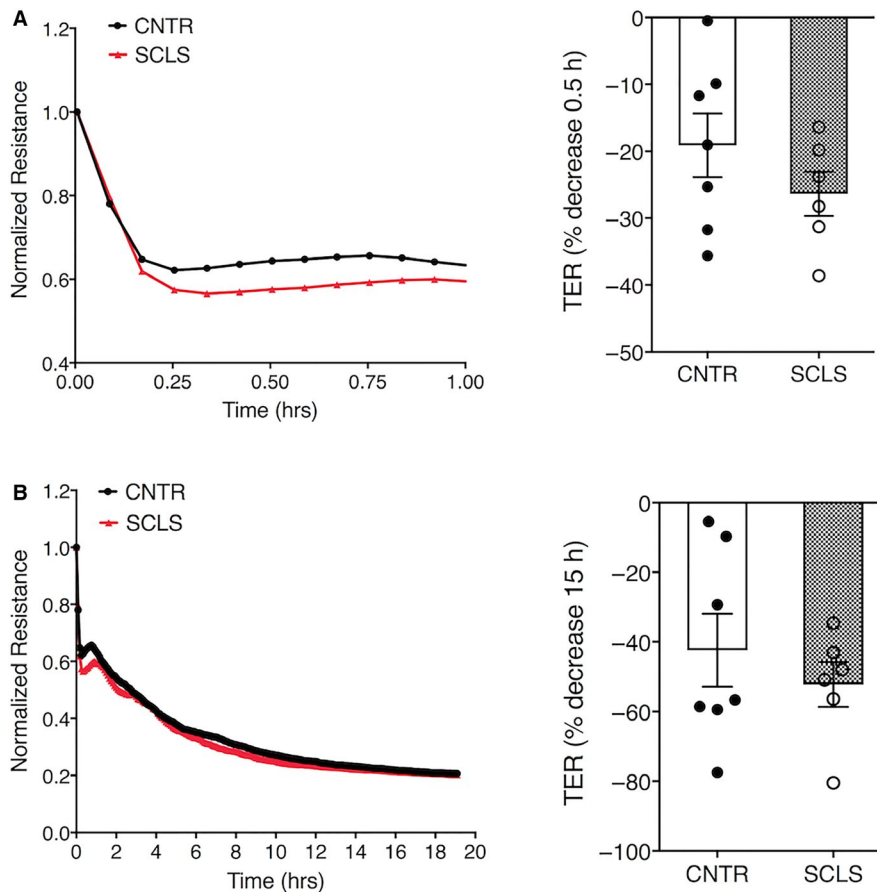 A
CNTR
SCLS
Normalized Resistance
1.2
1.0
0.8
0.6
0.4
0.00
0.25
0.50
0.75
1.00
Time (hrs)
TER (% decrease 0.5 h)
0
−10
−20
−30
−40
−50
CNTR
SCLS
B
CNTR
SCLS
Normalized Resistance
1.2
1.0
0.8
0.6
0.4
0.2
0.0
0
2
4
6
8
10
12
14
16
18
20
Time (hrs)
TER (% decrease 15 h)
0
−20
−40
−60
−80
−100
CNTR
SCLS